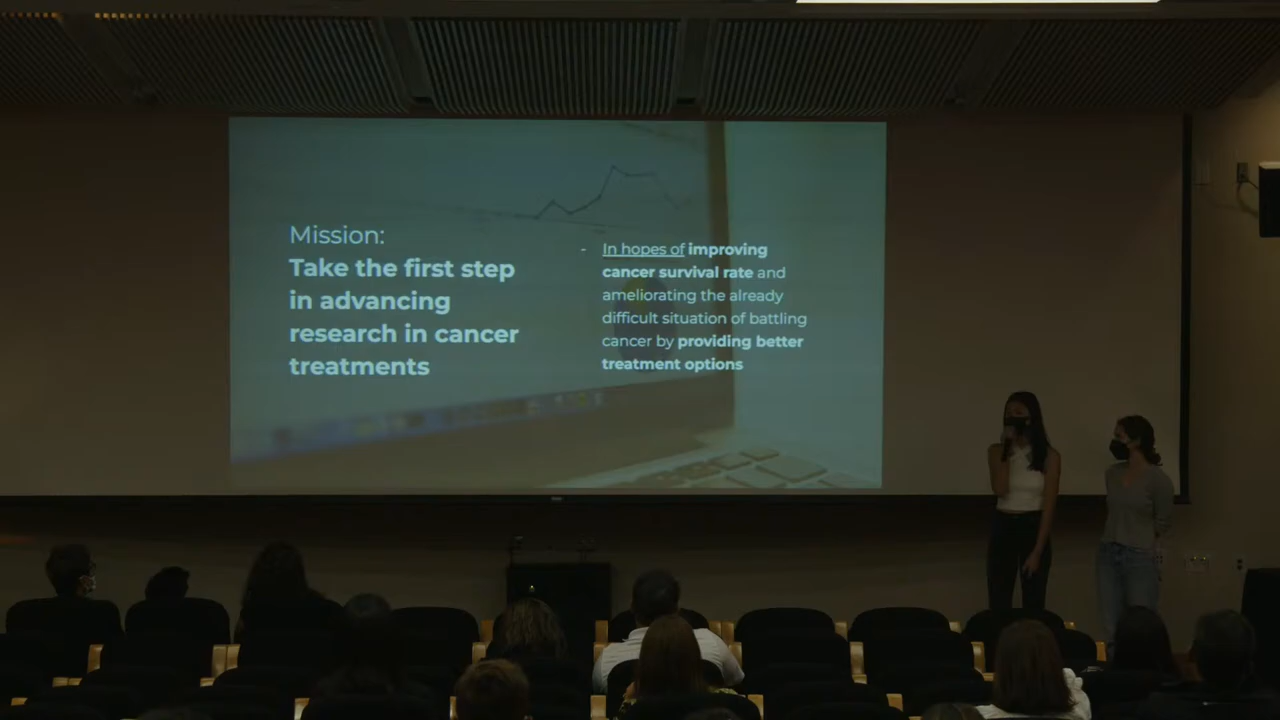 Mission:
Take the first step
in advancing
research in cancer
treatments
- In hopes of improving
cancer survival rate and
ameliorating the already
difficult situation of battling
cancer by providing better
treatment options